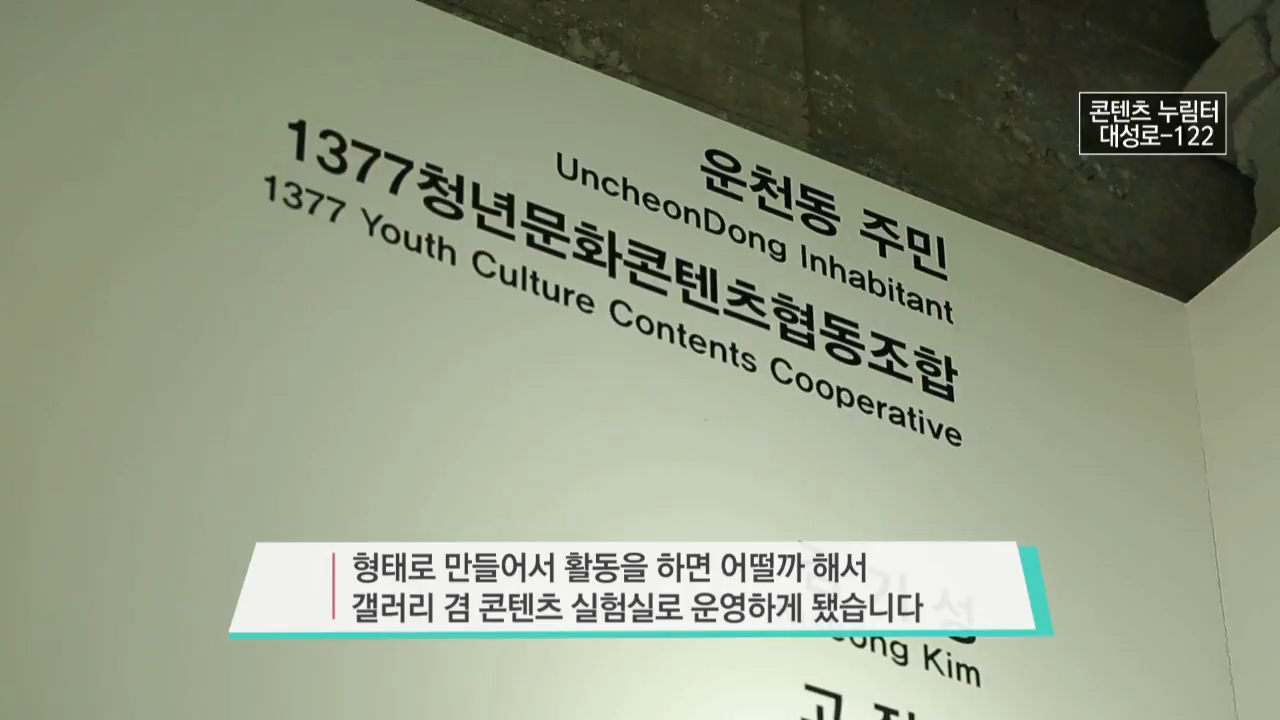 콘텐츠 누림터
대성로-122
운천동 주민
UncheonDong Inhabitant
1377청년문화콘텐츠협동조합
1377 Youth Culture Contents Cooperative
형태로 만들어서 활동을 하면 어떨까 해서
갤러리 겸 콘텐츠 실험실로 운영하게 됐습니다
Kim
고